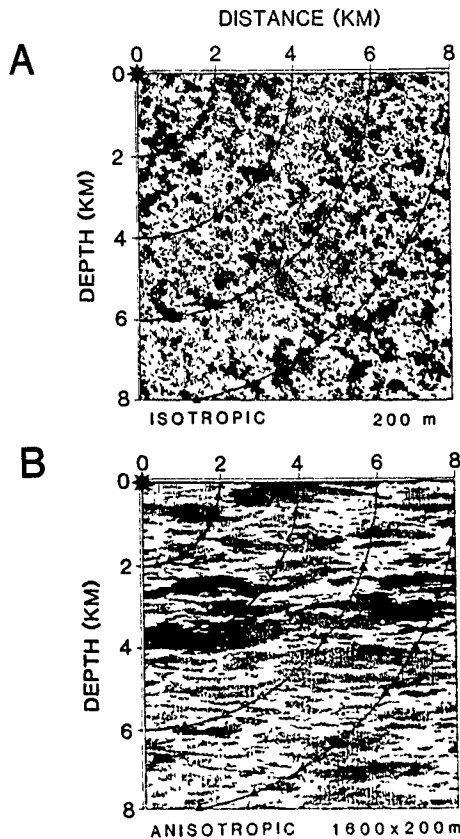 DISTANCE (KM)
A
0 2 4 6 8
0
2
4
6
8
DEPTH (KM)
ISOTROPIC 200 m
B
0 2 4 6 8
0
2
4
6
8
DEPTH (KM)
ANISOTROPIC 1600x200m